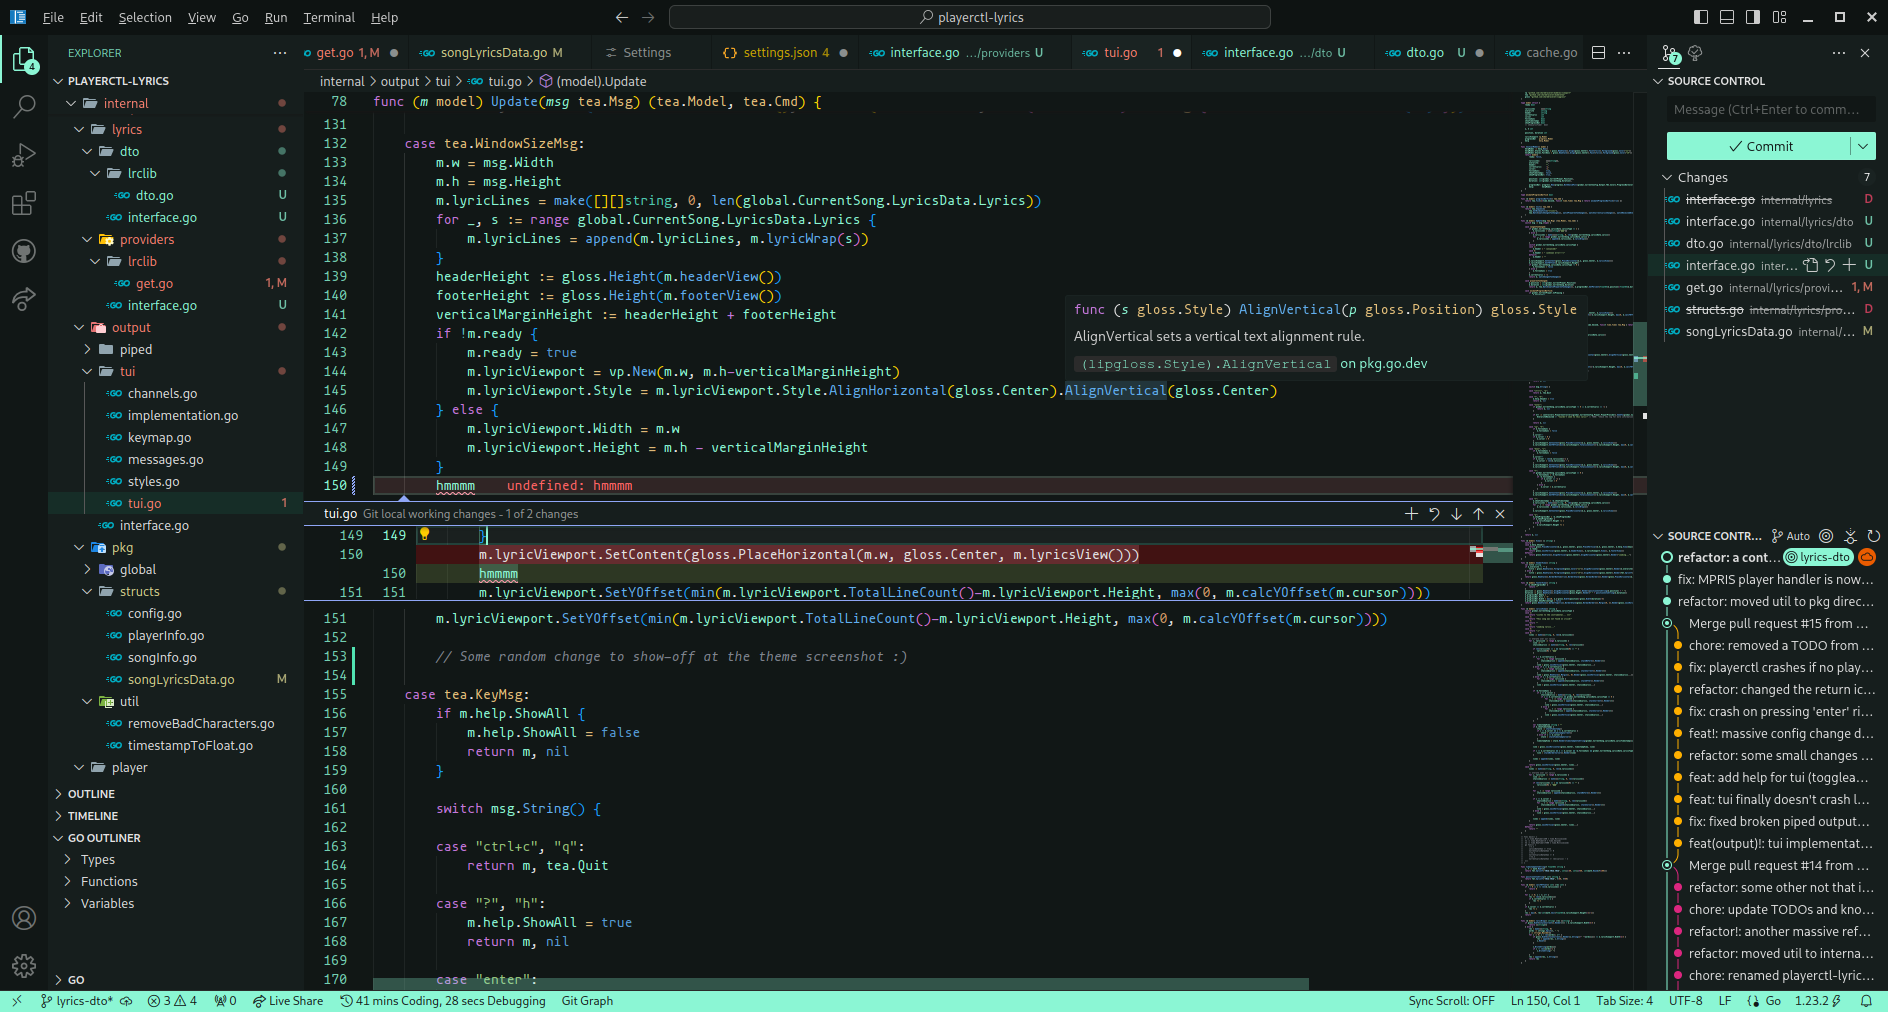 File Edit Selection View Go Run Terminal Help
playerctl-lyrics
EXPLORER
PLAYERCTL-LYRICS
internal
lyrics
dto
lrclib
dto.go U
interface.go U
providers
lrclib
get.go 1, M
interface.go U
output
piped
tui
channels.go
implementation.go
keymap.go
messages.go
styles.go
tui.go 1
interface.go
pkg
global
structs
config.go
playerInfo.go
songInfo.go
songLyricsData.go M
util
removeBadCharacters.go
timestampToFloat.go
player
OUTLINE
TIMELINE
GO OUTLINER
Types
Functions
Variables
GO
get.go 1, M songLyricsData.go M Settings {} settings.json 4 interface.go .../providers U tui.go 1 interface.go .../dto U dto.go U cache.go
internal > output > tui > tui.go > (model).Update
78 func (m model) Update(msg tea.Msg) (tea.Model, tea.Cmd) {
131
132 case tea.WindowSizeMsg:
133 m.w = msg.Width
134 m.h = msg.Height
135 m.lyricLines = make([][]string, 0, len(global.CurrentSong.LyricsData.Lyrics))
136 for _, s := range global.CurrentSong.LyricsData.Lyrics {
137 m.lyricLines = append(m.lyricLines, m.lyricWrap(s))
138 }
139 headerHeight := gloss.Height(m.headerView())
140 footerHeight := gloss.Height(m.footerView())
141 verticalMarginHeight := headerHeight + footerHeight
142 if !m.ready {
143 m.ready = true
144 m.lyricViewport = vp.New(m.w, m.h-verticalMarginHeight)
145 m.lyricViewport.Style = m.lyricViewport.Style.AlignHorizontal(gloss.Center).AlignVertical(gloss.Center)
146 } else {
147 m.lyricViewport.Width = m.w
148 m.lyricViewport.Height = m.h - verticalMarginHeight
149 }
150 hmmmm undefined: hmmmm
func (s gloss.Style) AlignVertical(p gloss.Position) gloss.Style
AlignVertical sets a vertical text alignment rule.
(lipgloss.Style).AlignVertical on pkg.go.dev
tui.go Git local working changes - 1 of 2 changes
149 149 }
150 m.lyricViewport.SetContent(gloss.PlaceHorizontal(m.w, gloss.Center, m.lyricsView()))
150 hmmmm
151 151 m.lyricViewport.SetYOffset(min(m.lyricViewport.TotalLineCount()-m.lyricViewport.Height, max(0, m.calcYOffset(m.cursor))))
151 m.lyricViewport.SetYOffset(min(m.lyricViewport.TotalLineCount()-m.lyricViewport.Height, max(0, m.calcYOffset(m.cursor))))
152
153 // Some random change to show-off at the theme screenshot :)
154
155 case tea.KeyMsg:
156 if m.help.ShowAll {
157 m.help.ShowAll = false
158 return m, nil
159 }
160
161 switch msg.String() {
162
163 case "ctrl+c", "q":
164 return m, tea.Quit
165
166 case "?", "h":
167 m.help.ShowAll = true
168 return m, nil
169
170 case "enter":
SOURCE CONTROL
Message (Ctrl+Enter to comm...
Commit
Changes 7
interface.go internal/lyrics D
interface.go internal/lyrics/dto U
dto.go internal/lyrics/dto/lrclib U
interface.go inter... U
get.go internal/lyrics/provi... 1, M
structs.go internal/lyrics/pro... D
songLyricsData.go internal/... M
SOURCE CONTR... Auto
refactor: a cont... lyrics-dto
fix: MPRIS player handler is now...
refactor: moved util to pkg direc...
Merge pull request #15 from ...
chore: removed a TODO from ...
fix: playerctl crashes if no play...
refactor: changed the return ic...
fix: crash on pressing 'enter' ri...
feat!: massive config change d...
refactor: some small changes ...
feat: add help for tui (togglea...
feat: tui finally doesn't crash l...
fix: fixed broken piped output...
feat(output)!: tui implementat...
Merge pull request #14 from ...
refactor: some other not that i...
chore: update TODOs and kno...
refactor!: another massive ref...
refactor: moved util to interna...
chore: renamed playerctl-lyric...
4
7
lyrics-dto* 3 4 0 Live Share 41 mins Coding, 28 secs Debugging Git Graph Sync Scroll: OFF Ln 150, Col 1 Tab Size: 4 UTF-8 LF Go 1.23.2